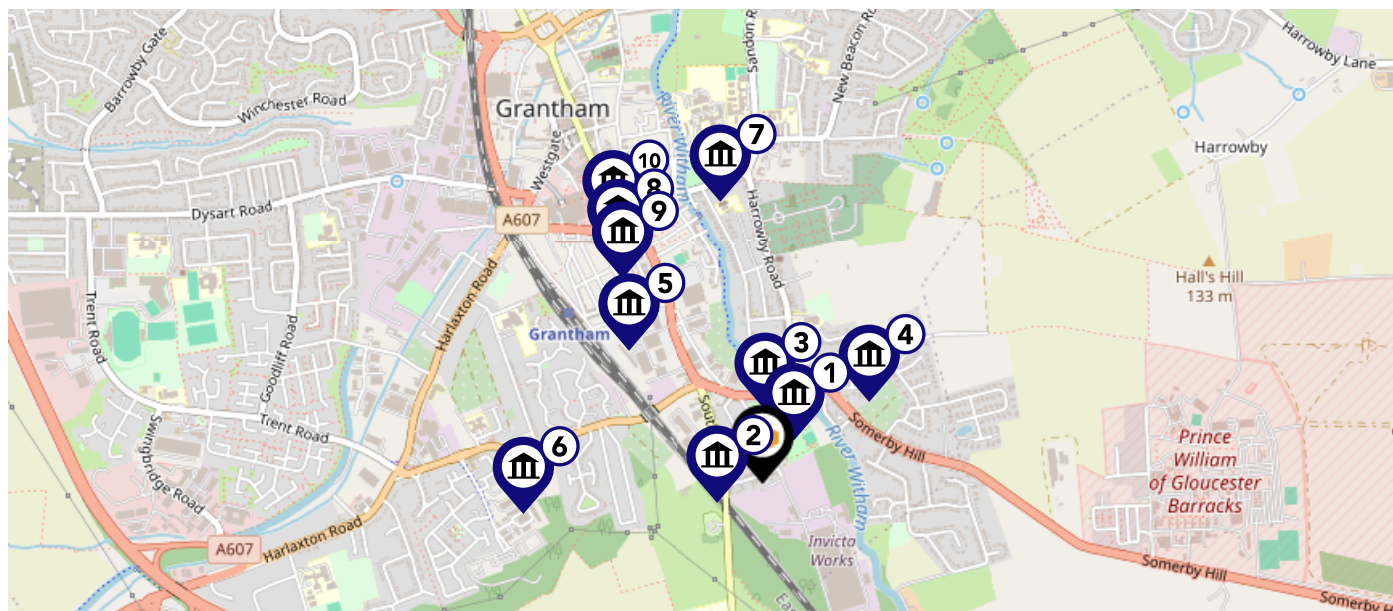 Barrowby Gate
Winchester Road
Grantham
Westgate
River Witham
Sandon
New Beacon Ro
Harrowby Lane
Harrowby
Dysart Road
A607
10
8
9
7
Harrowby Road
Hall's Hill
133 m
Trent Road
Goodliff Road
Harlaxton Road
Grantham
5
3
1
4
Trent Road
Swingbridge Road
6
South
2
Somerby Hill
River Witham
Prince
William
of Gloucester
Barracks
A607
Harlaxton Road
Invicta
Works
Eas
Somerby Hill
Somerby H